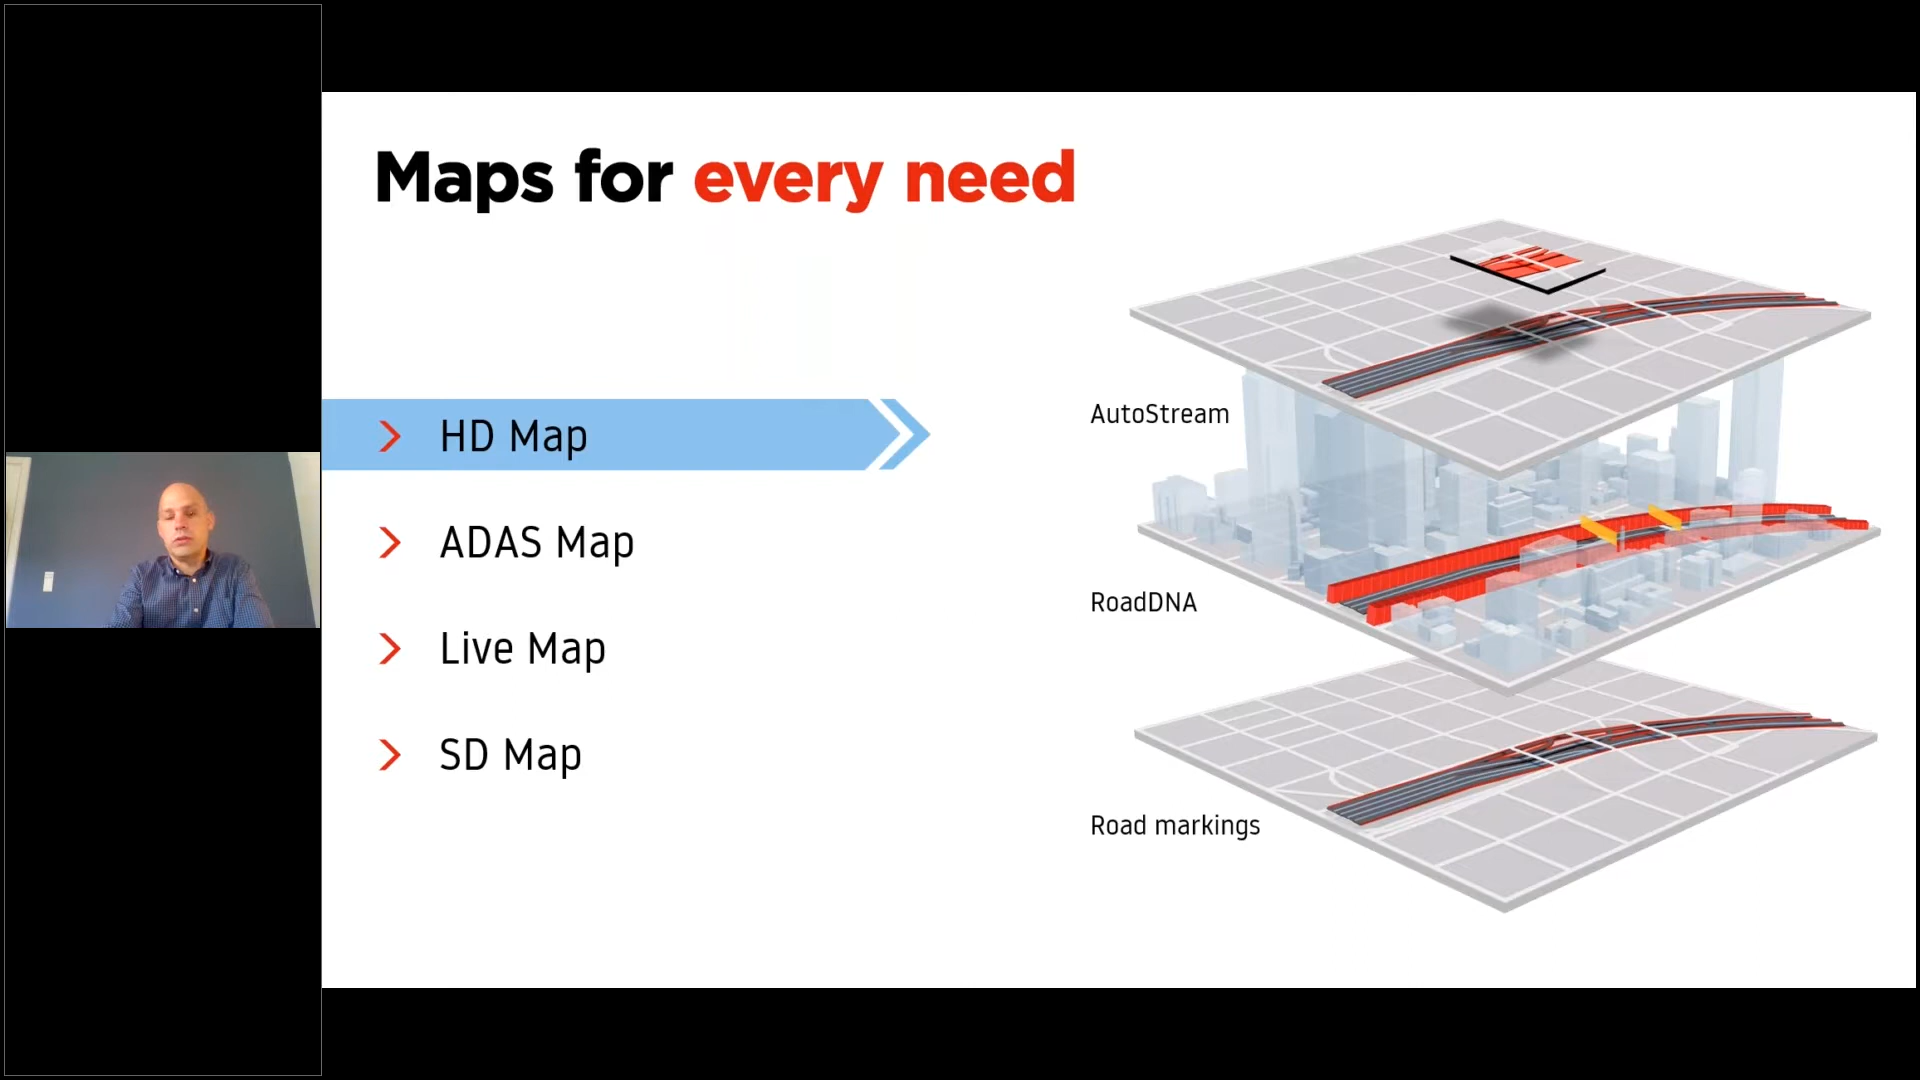 Maps for every need
HD Map
ADAS Map
Live Map
SD Map
AutoStream
RoadDNA
Road markings